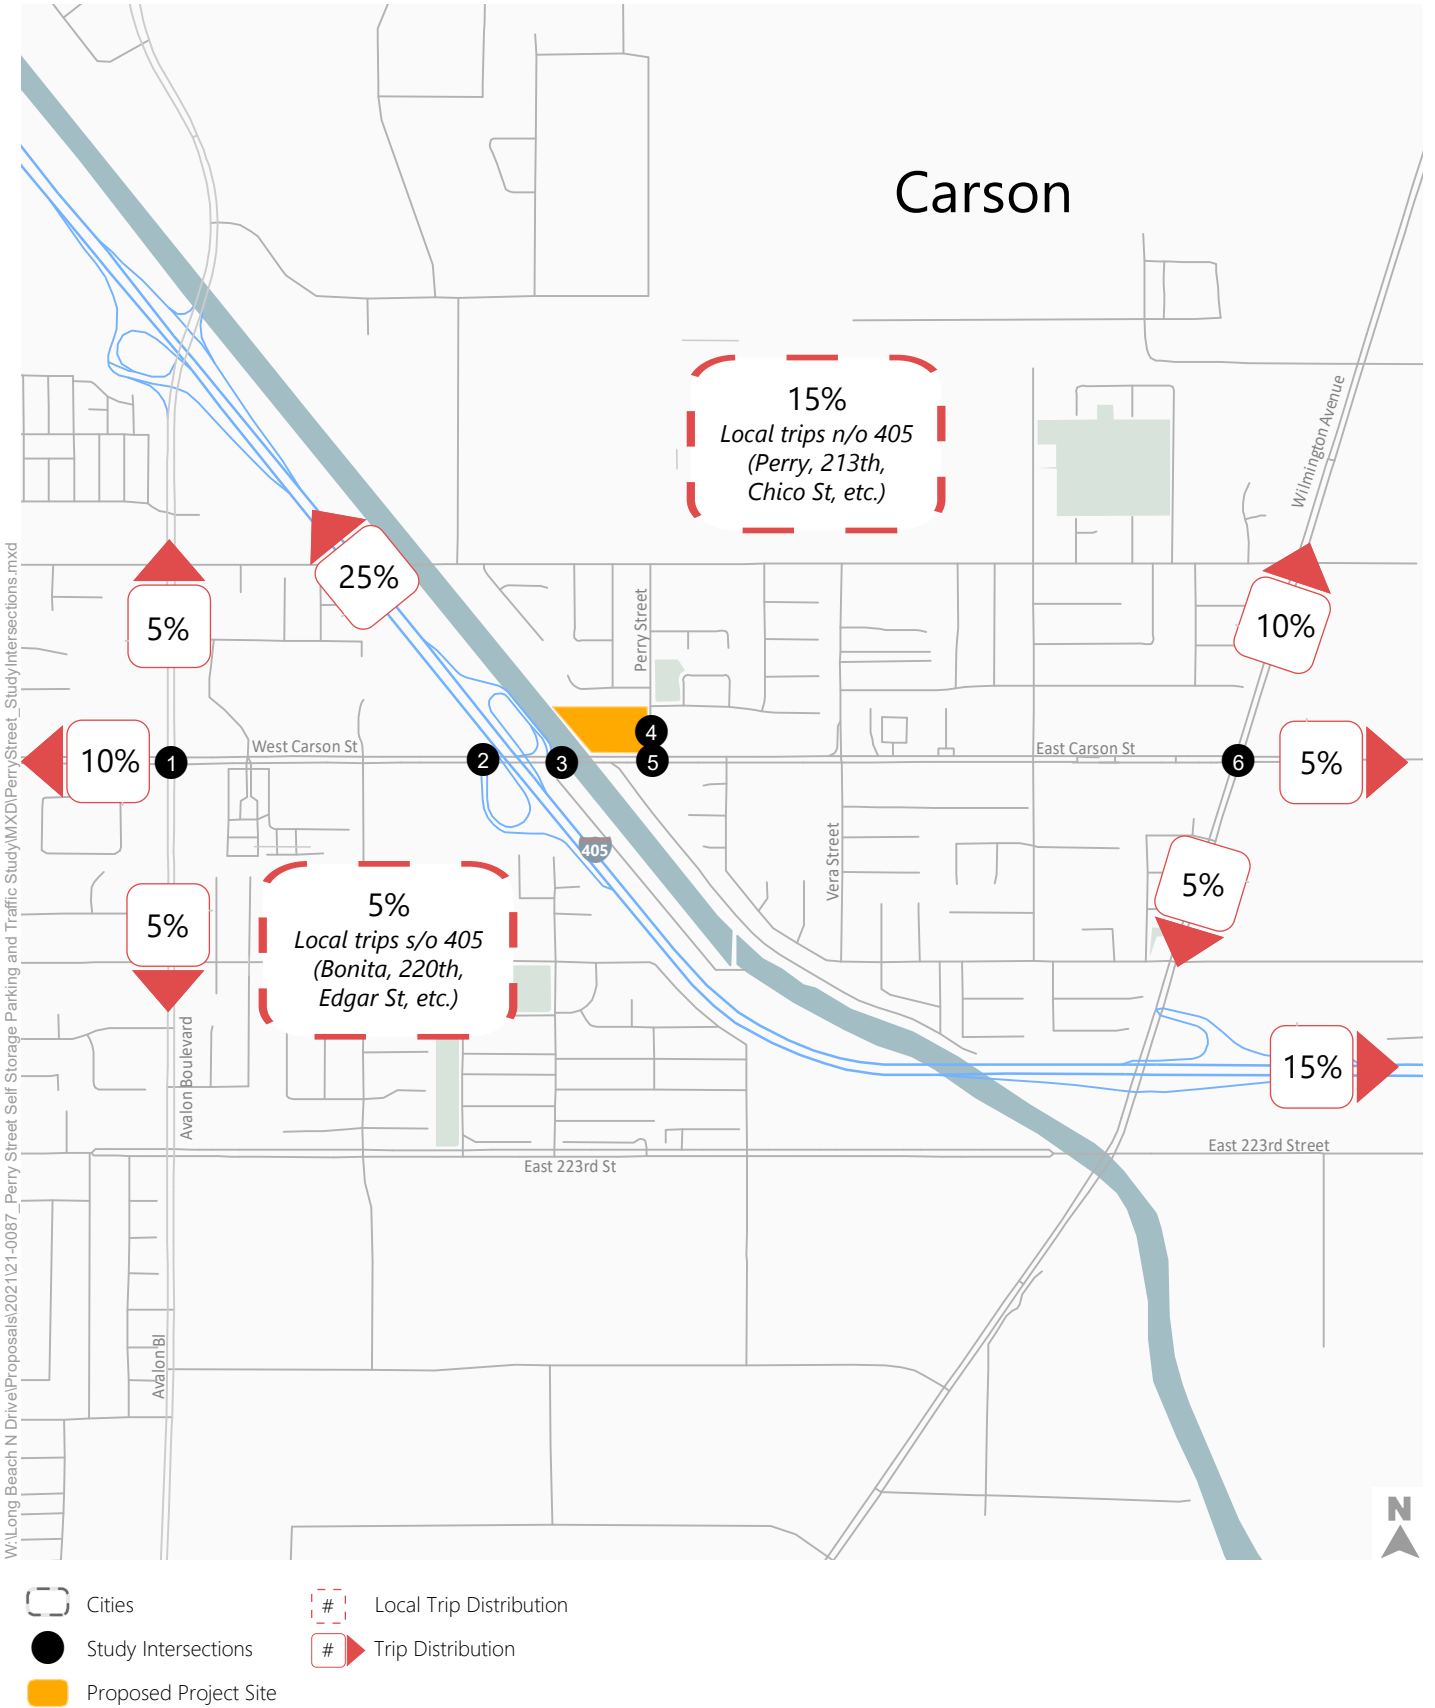 Carson
15%
Local trips n/o 405
(Perry, 213th,
Chico St, etc.)
Wilmington Avenue
25%
5%
Perry Street
10%
4
West Carson St
East Carson St
10%
1
2
3
5
6
5%
405
Vera Street
5%
5%
5%
Local trips s/o 405
(Bonita, 220th,
Edgar St, etc.)
Avalon Boulevard
15%
East 223rd St
East 223rd Street
Avalon Bl
W:\Long Beach N Drive\Proposals\2021\21-0087_Perry Street Self Storage Parking and Traffic Study\MXD\PerryStreet_StudyIntersections.mxd
N
Cities
# Local Trip Distribution
Study Intersections
# Trip Distribution
Proposed Project Site